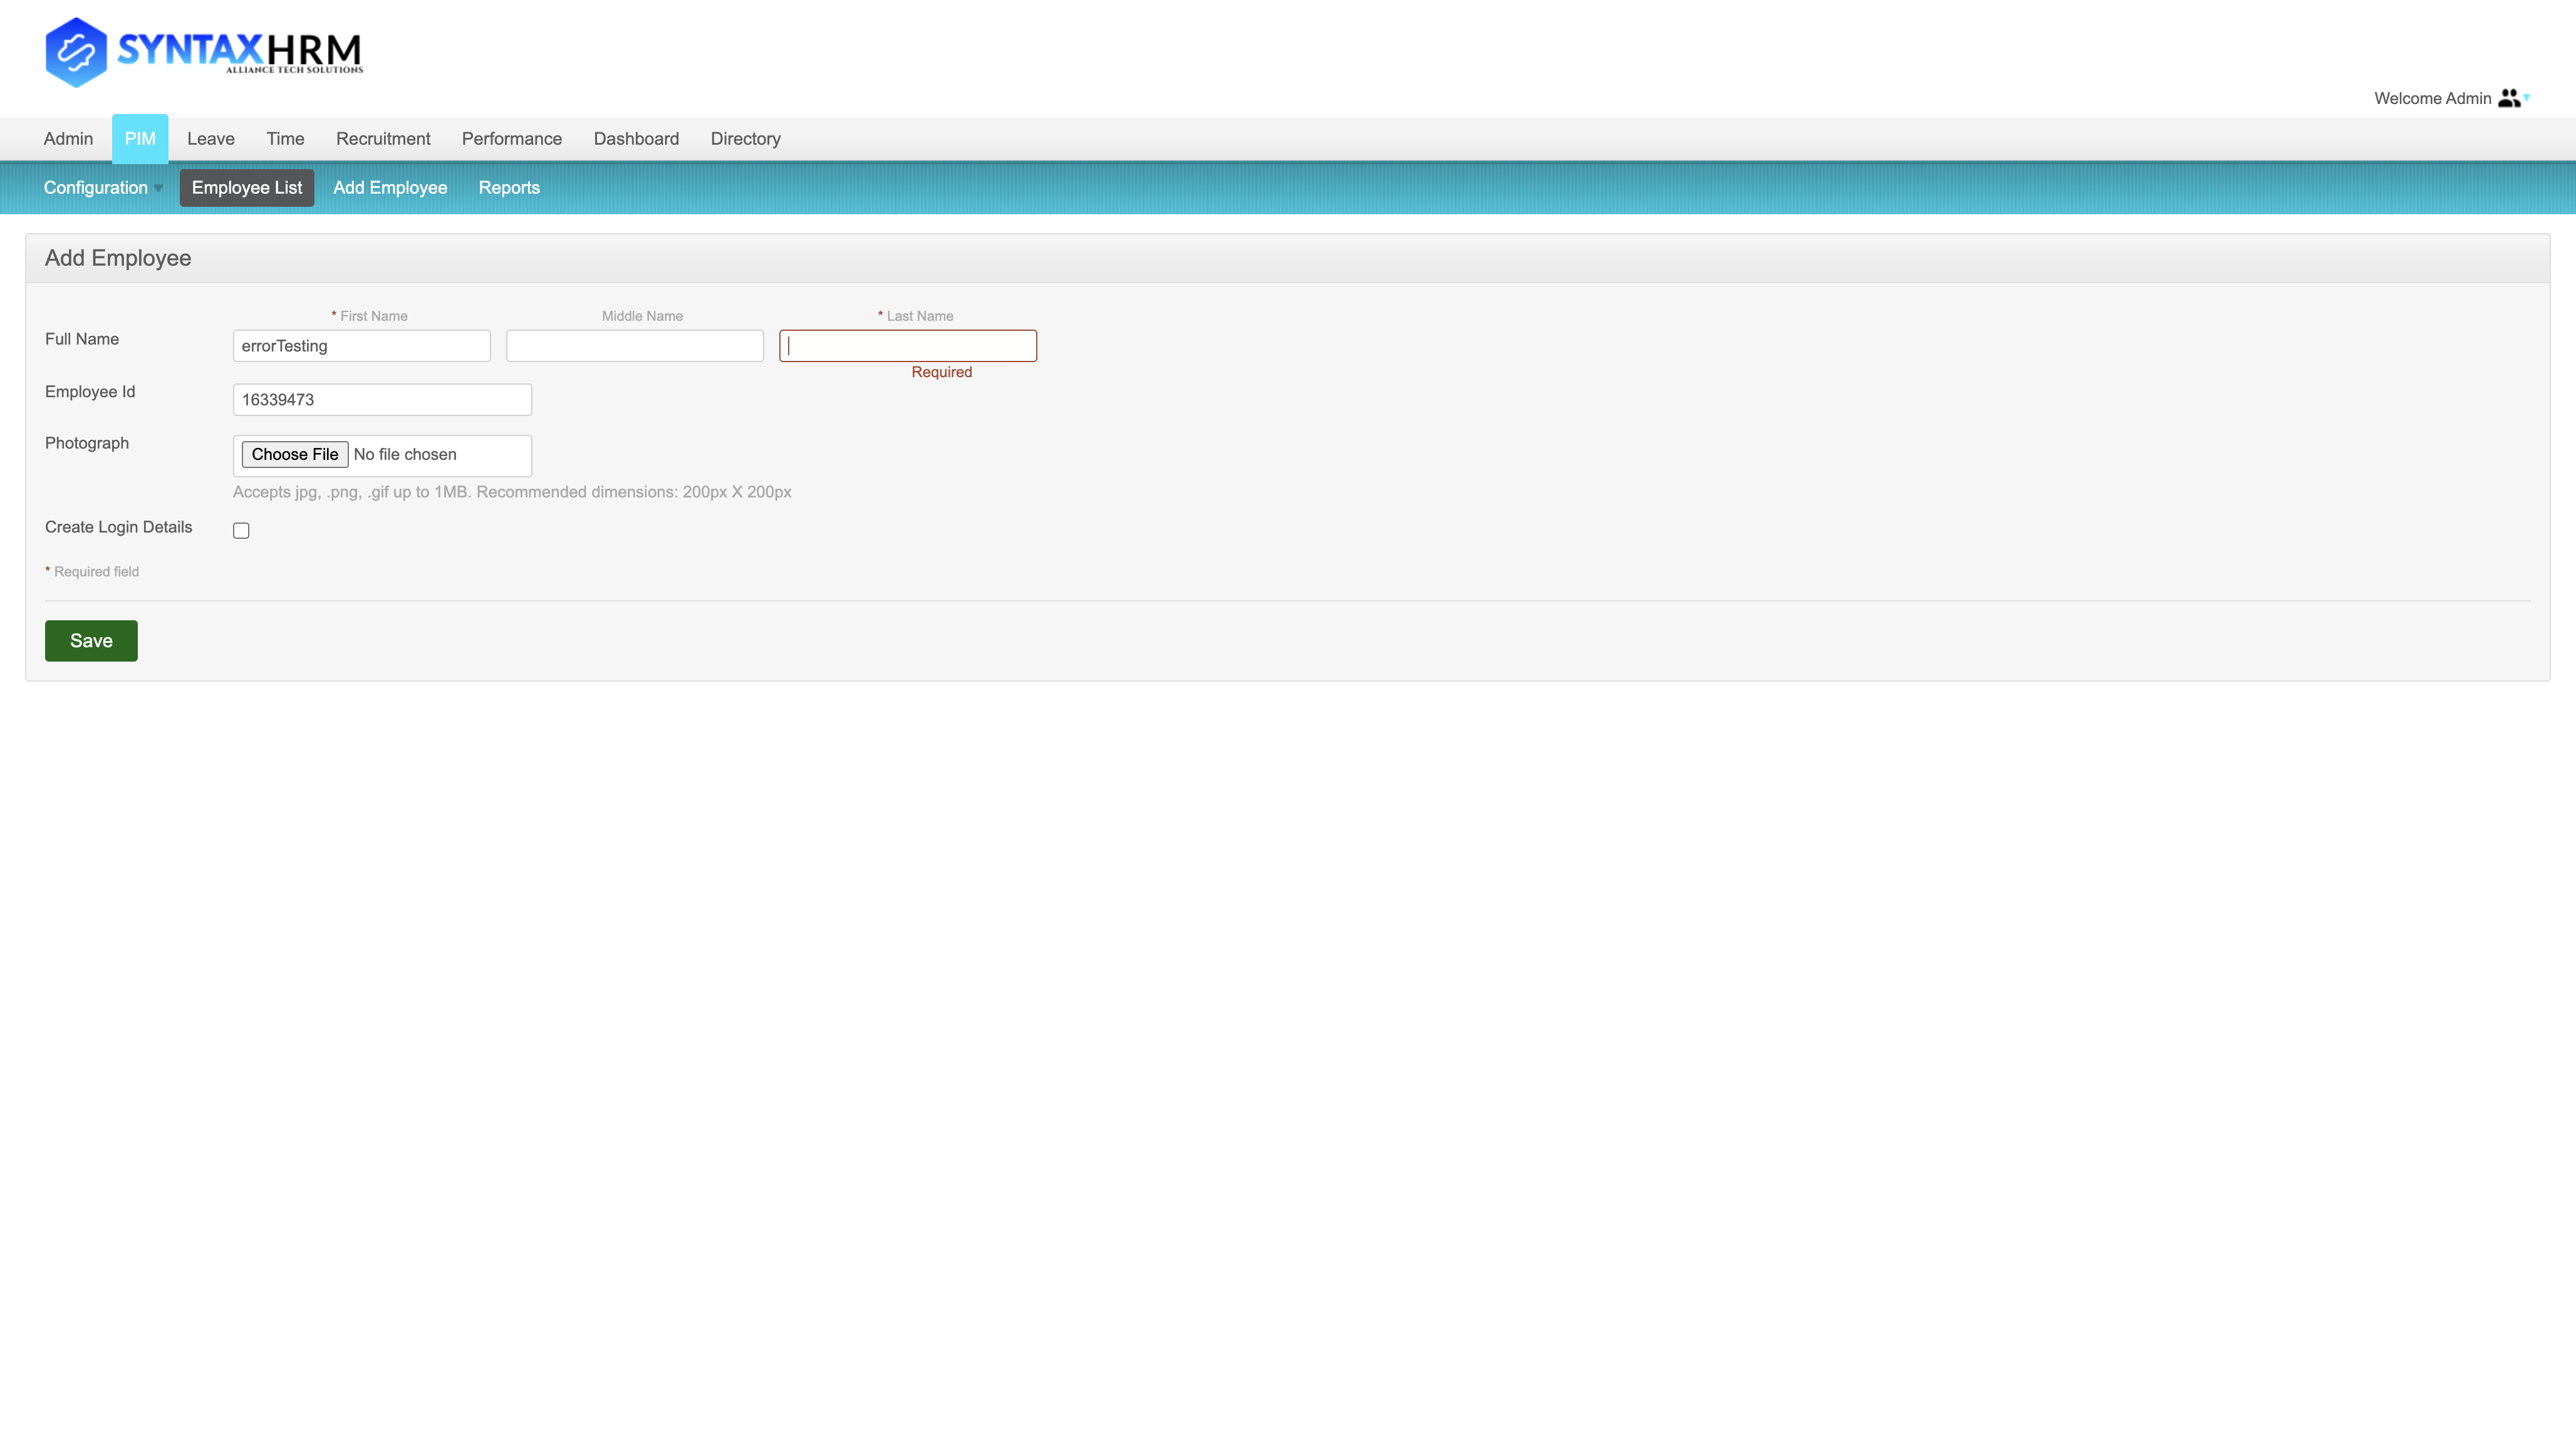 SYNTAXHRM
ALLIANCE TECH SOLUTIONS
Welcome Admin
Admin PIM Leave Time Recruitment Performance Dashboard Directory
Configuration Employee List Add Employee Reports
Add Employee
* First Name Middle Name * Last Name
Full Name errorTesting
Required
Employee Id 16339473
Photograph Choose File No file chosen
Accepts jpg, .png, .gif up to 1MB. Recommended dimensions: 200px X 200px
Create Login Details
* Required field
Save